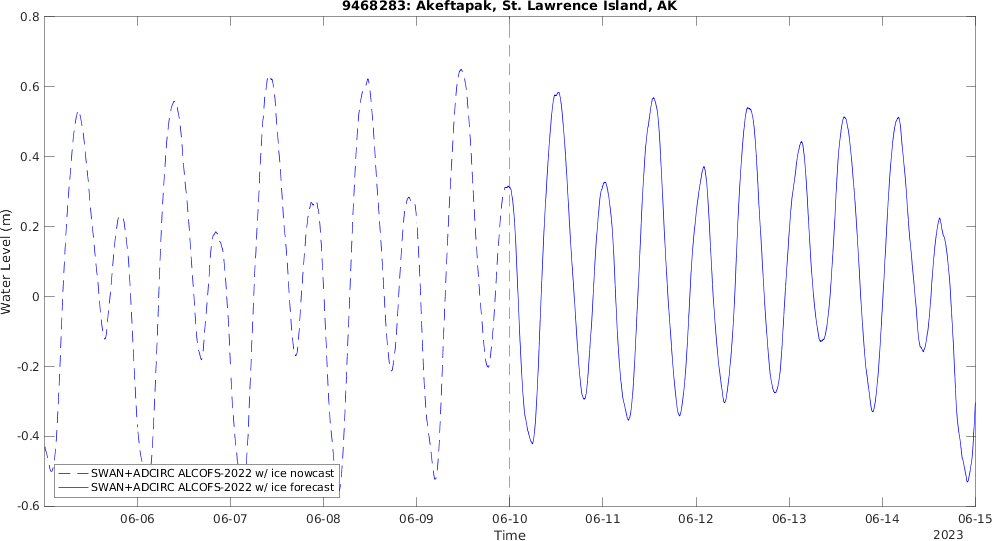 9468283: Akeftapak, St. Lawrence Island, AK
0.8
0.6
0.4
0.2
0
-0.2
-0.4
-0.6
Water Level (m)
SWAN+ADCIRC ALCOFS-2022 w/ ice nowcast
SWAN+ADCIRC ALCOFS-2022 w/ ice forecast
06-06 06-07 06-08 06-09 06-10 06-11 06-12 06-13 06-14 06-15
Time
2023